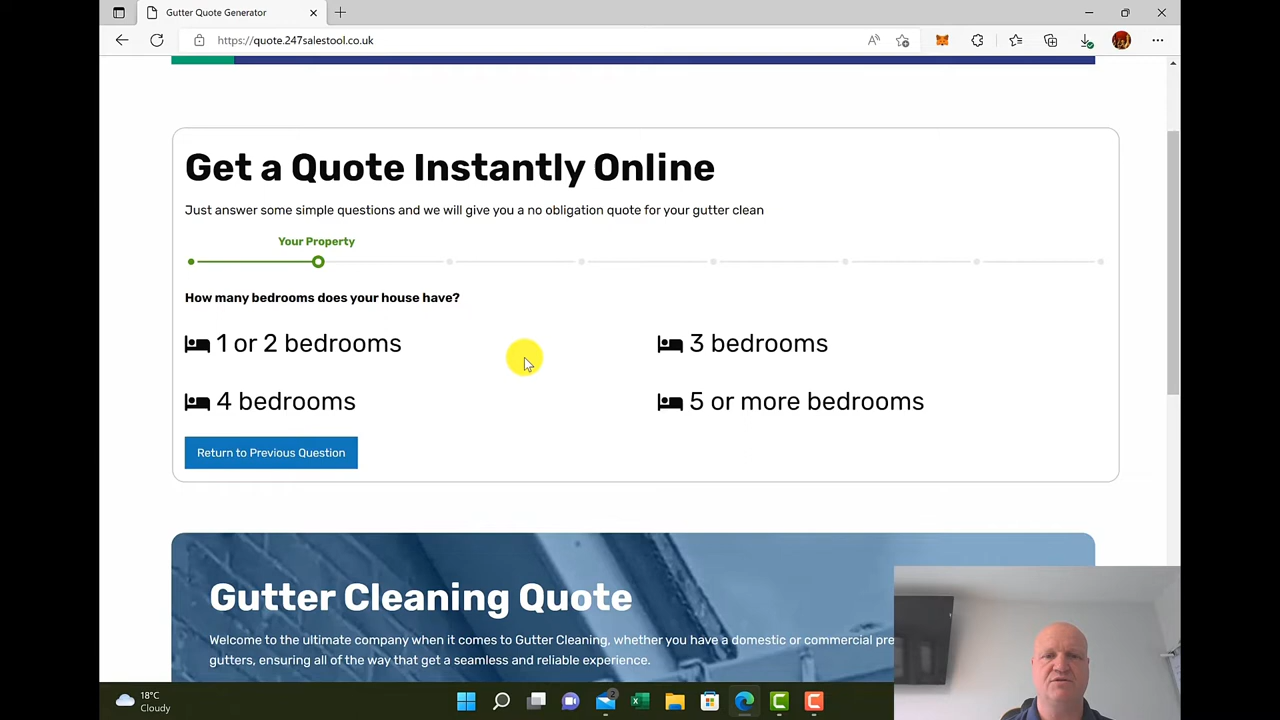 Gutter Quote Generator
https://quote.247salestool.co.uk
Get a Quote Instantly Online
Just answer some simple questions and we will give you a no obligation quote for your gutter clean
Your Property
How many bedrooms does your house have?
1 or 2 bedrooms
3 bedrooms
4 bedrooms
5 or more bedrooms
Return to Previous Question
Gutter Cleaning Quote
Welcome to the ultimate company when it comes to Gutter Cleaning, whether you have a domestic or commercial pre
gutters, ensuring all of the way that get a seamless and reliable experience.
18°C
Cloudy
2